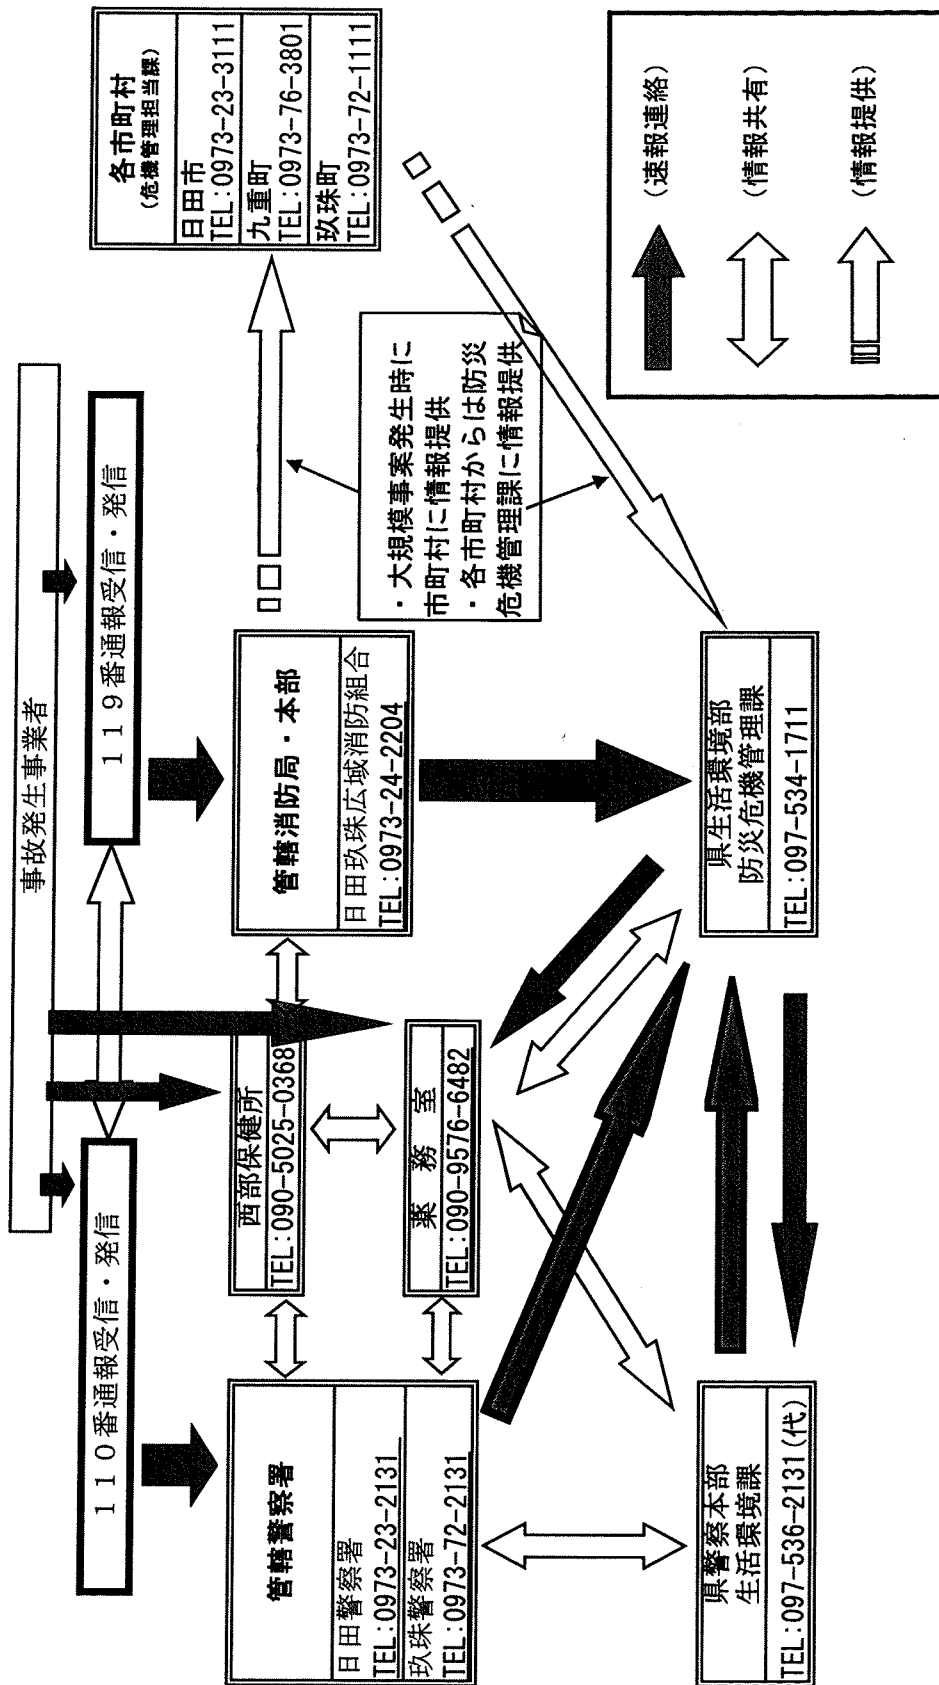 事故発生事業者
１１０番通報受信・発信
１１９番通報受信・発信
管轄警察署
日田警察署
TEL:0973-23-2131
玖珠警察署
TEL:0973-72-2131
西部保健所
TEL:090-5025-0368
薬　務　室
TEL:090-9576-6482
管轄消防局・本部
日田玖珠広域消防組合
TEL:0973-24-2204
各市町村
(危機管理担当課)
日田市
TEL:0973-23-3111
九重町
TEL:0973-76-3801
玖珠町
TEL:0973-72-1111
・大規模事案発生時に
市町村に情報提供
・各市町村からは防災
危機管理課に情報提供
県警察本部
生活環境課
TEL:097-536-2131(代)
県生活環境部
防災危機管理課
TEL:097-534-1711
(速報連絡)
(情報共有)
(情報提供)